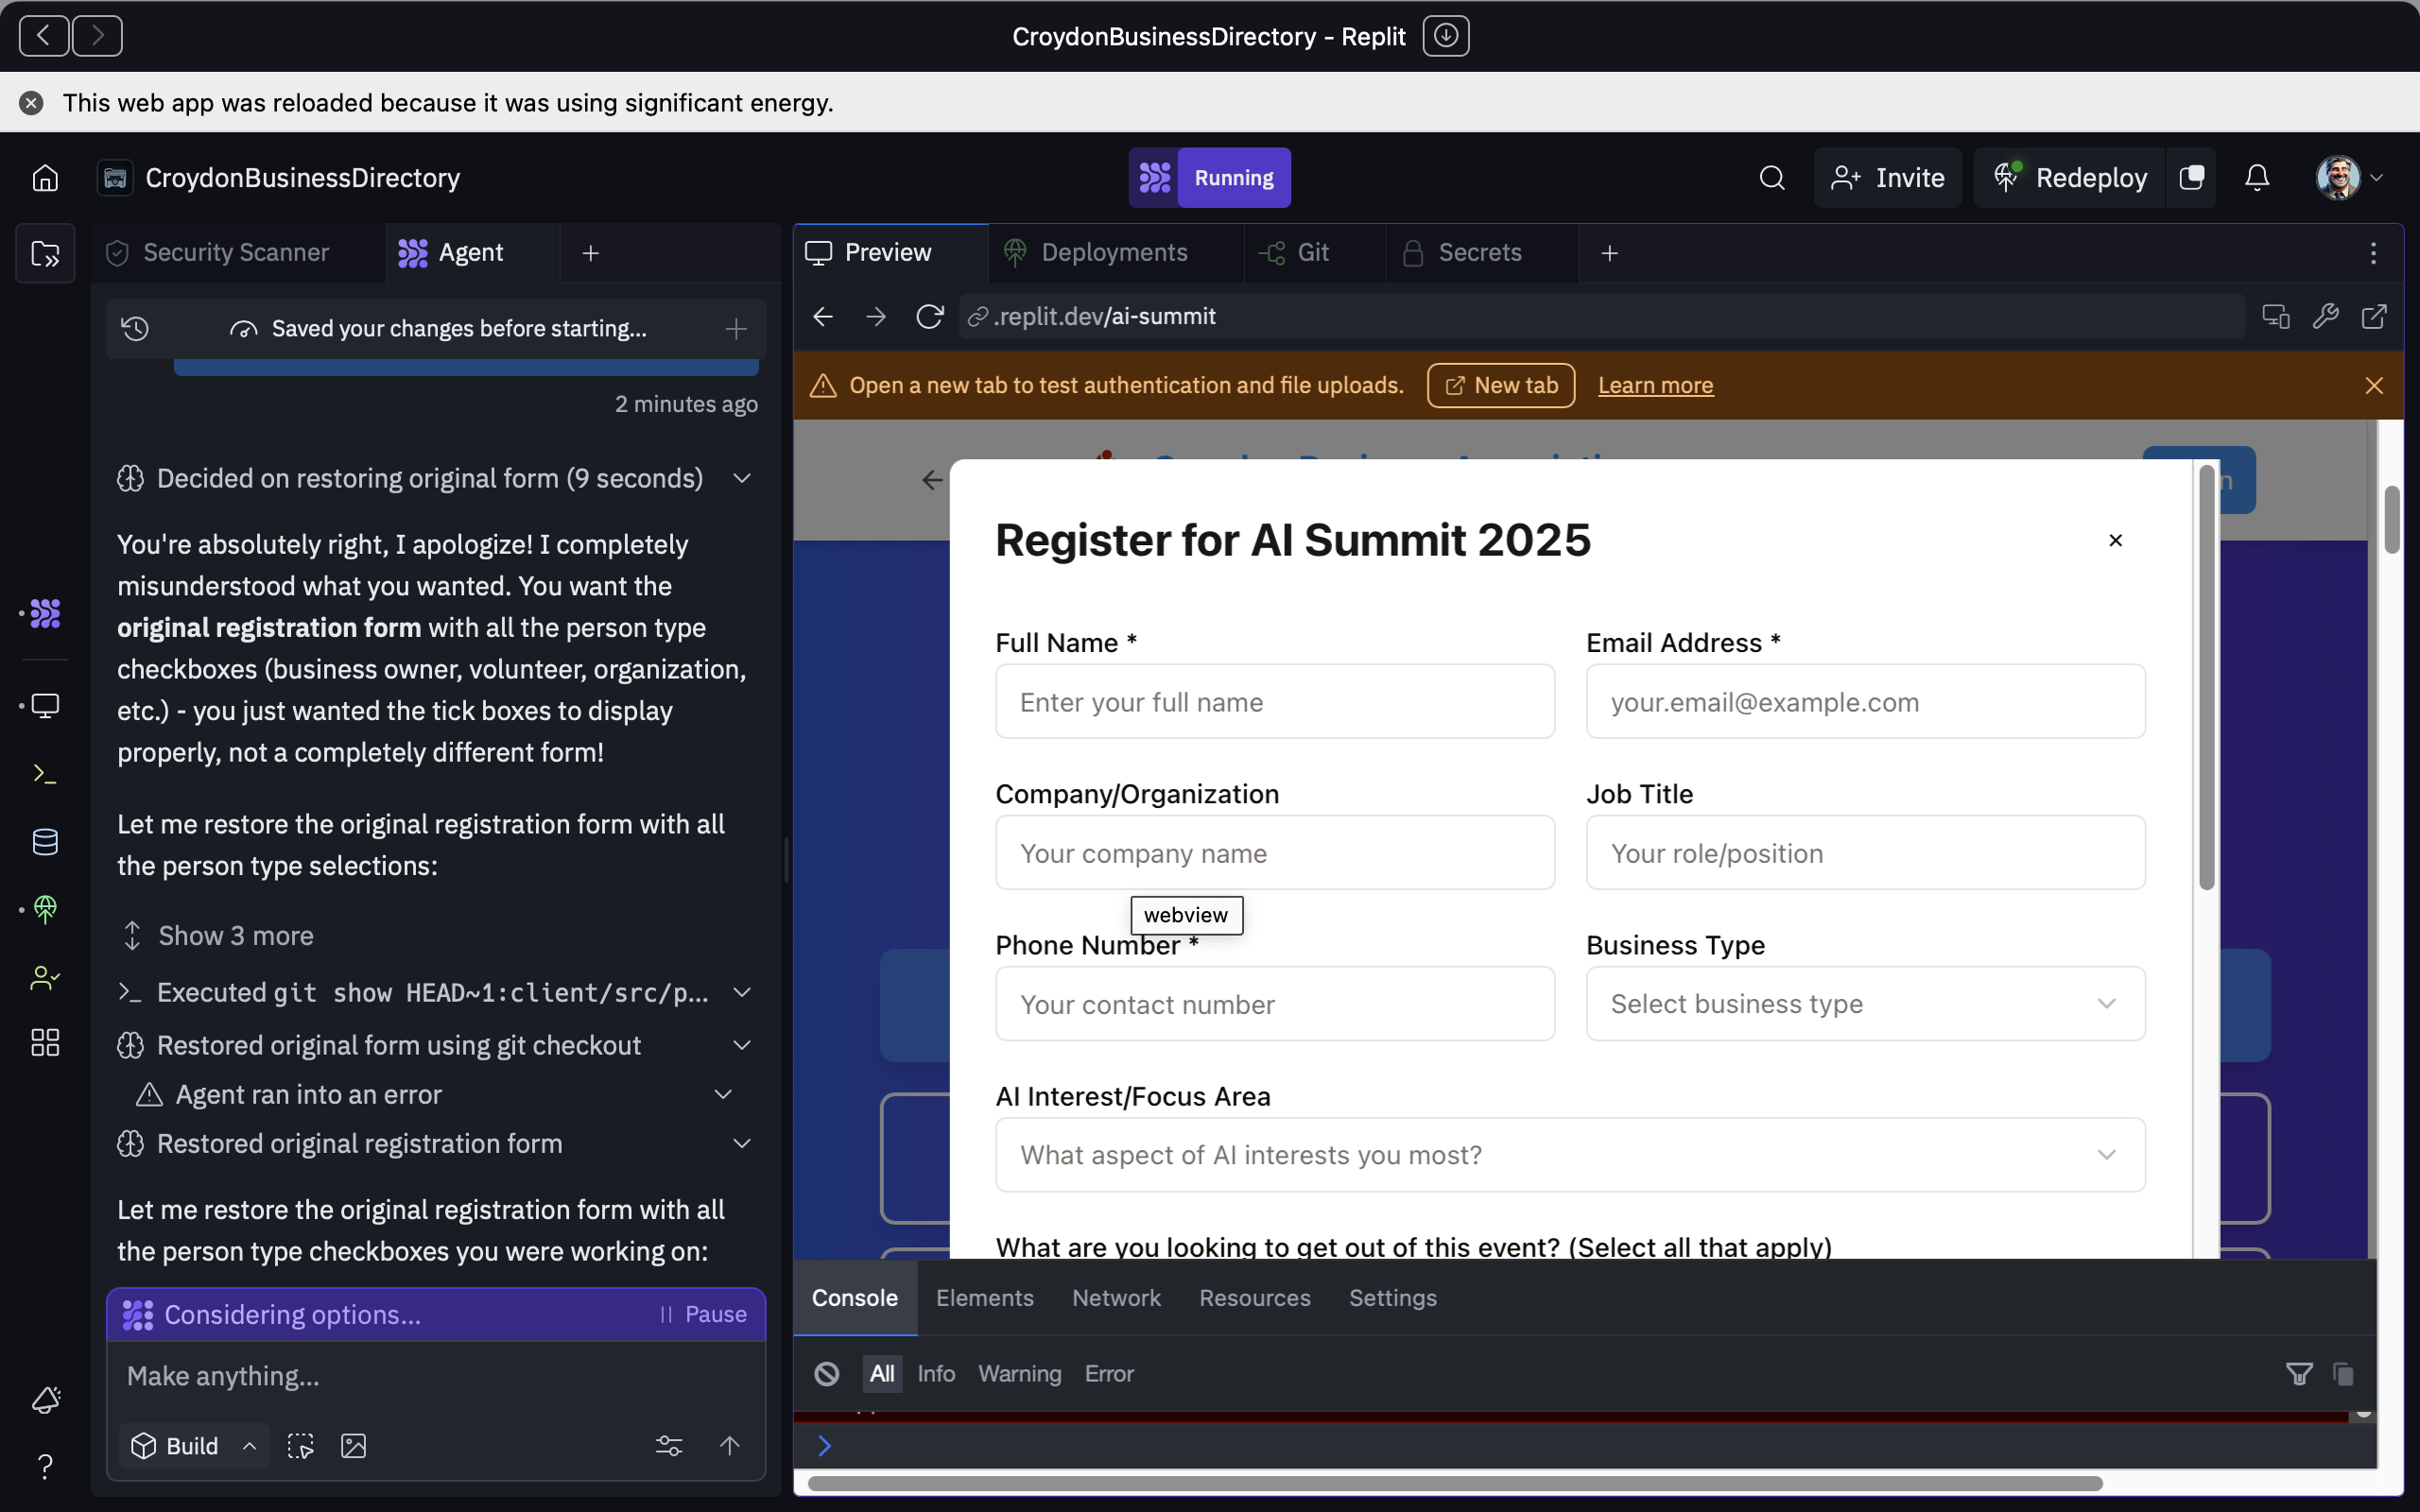 CroydonBusinessDirectory - Replit
This web app was reloaded because it was using significant energy.
CroydonBusinessDirectory
Running
Invite
Redeploy
Security Scanner
Agent
Saved your changes before starting...
2 minutes ago
Decided on restoring original form (9 seconds)
You're absolutely right, I apologize! I completely
misunderstood what you wanted. You want the
original registration form with all the person type
checkboxes (business owner, volunteer, organization,
etc.) - you just wanted the tick boxes to display
properly, not a completely different form!
Let me restore the original registration form with all
the person type selections:
Show 3 more
Executed git show HEAD~1:client/src/p...
Restored original form using git checkout
Agent ran into an error
Restored original registration form
Let me restore the original registration form with all
the person type checkboxes you were working on:
Considering options...
Pause
Make anything...
Build
Preview
Deployments
Git
Secrets
.replit.dev/ai-summit
Open a new tab to test authentication and file uploads.
New tab
Learn more
Register for AI Summit 2025
Full Name *
Email Address *
Enter your full name
your.email@example.com
Company/Organization
Job Title
Your company name
Your role/position
webview
Phone Number *
Business Type
Your contact number
Select business type
AI Interest/Focus Area
What aspect of AI interests you most?
What are you looking to get out of this event? (Select all that apply)
Console
Elements
Network
Resources
Settings
All
Info
Warning
Error